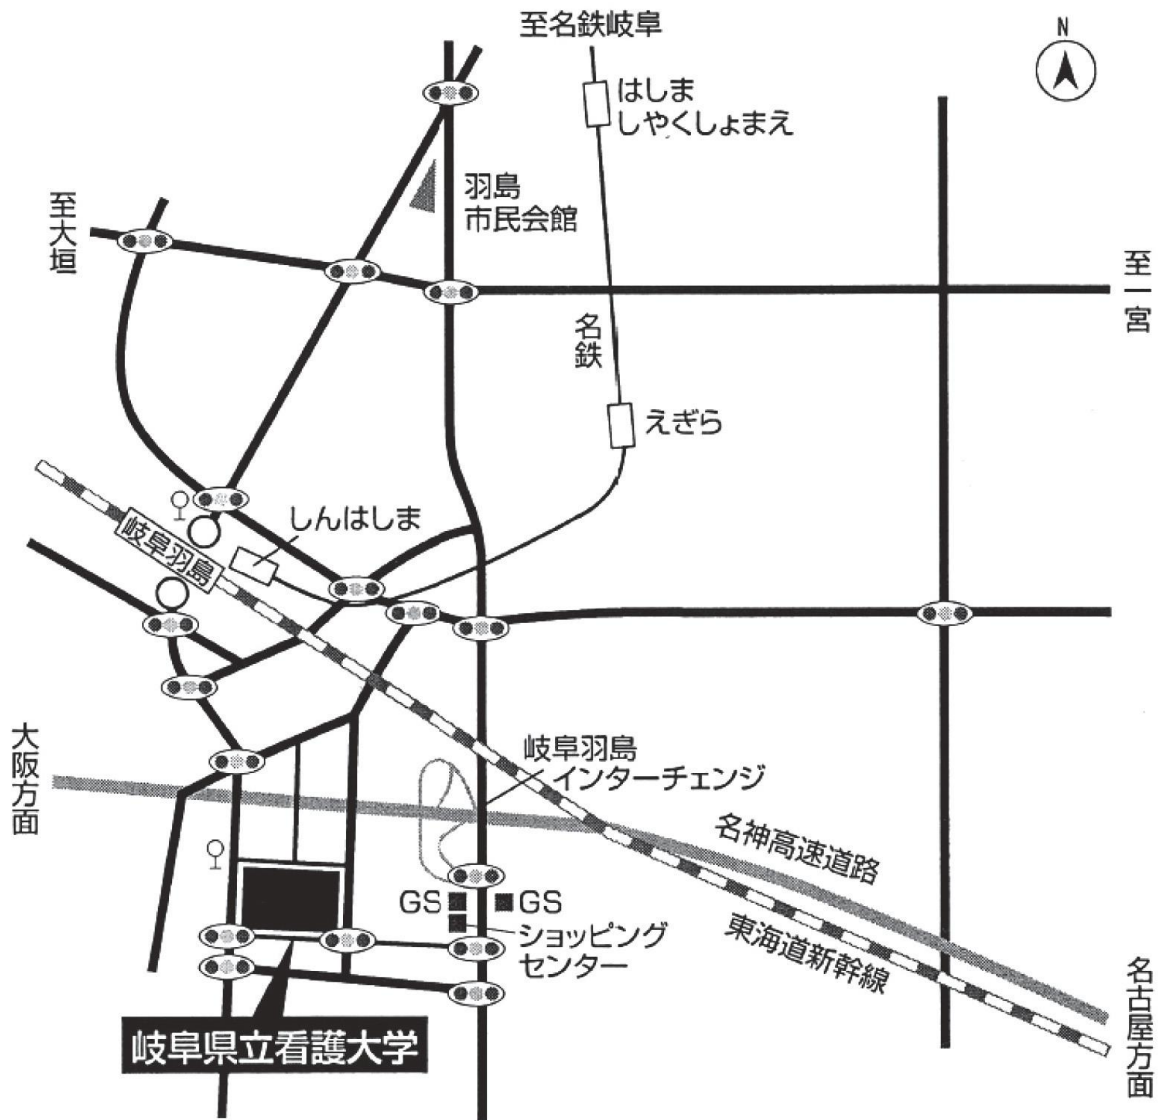 至名鉄岐阜
N
はしま
しやくしょまえ
羽島
市民会館
至大垣
至一宮
名鉄
えぎら
しんはしま
岐阜羽島
大阪方面
岐阜羽島
インターチェンジ
名神高速道路
GS
GS
ショッピング
センター
東海道新幹線
名古屋方面
岐阜県立看護大学